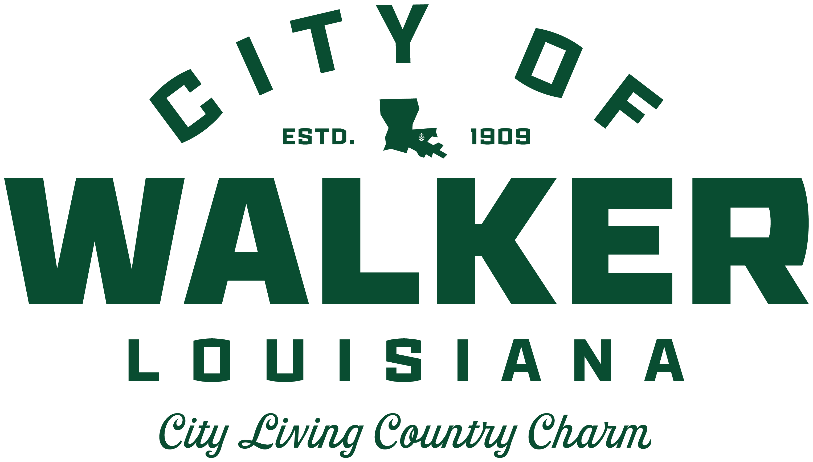 CITY OF
ESTD. 1909
WALKER
LOUISIANA
City Living Country Charm